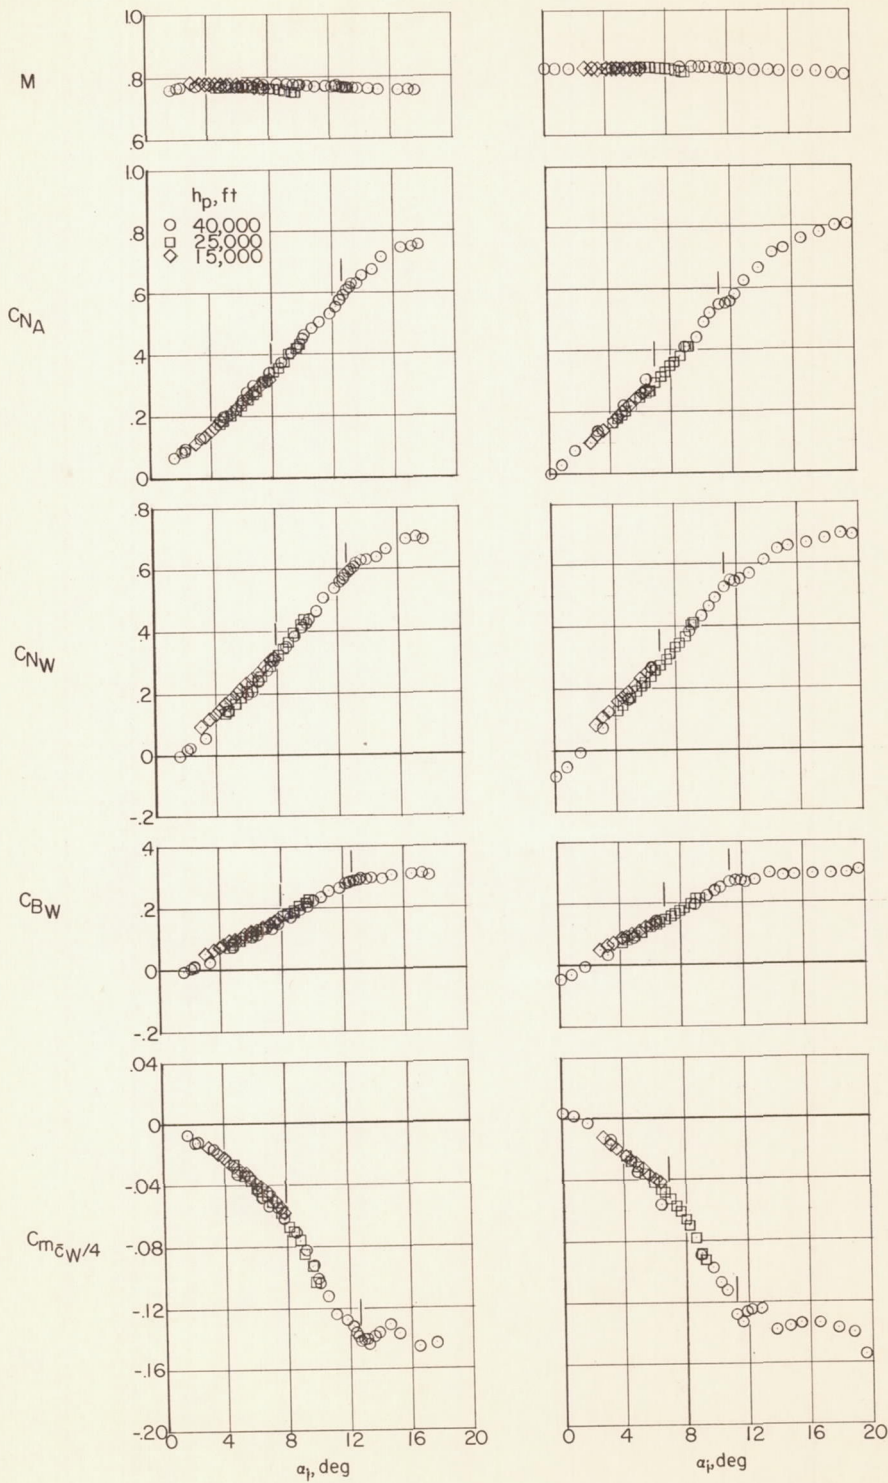 M
1.0
.8
.6
CNA
1.0
.8
.6
.4
.2
0
hp, ft
○ 40,000
□ 25,000
◇ 15,000
CNW
.8
.6
.4
.2
0
-.2
CBW
.4
.2
0
-.2
Cmc̄W/4
.04
0
-.04
-.08
-.12
-.16
-.20
0 4 8 12 16 20
αi, deg
0 4 8 12 16 20
αi, deg